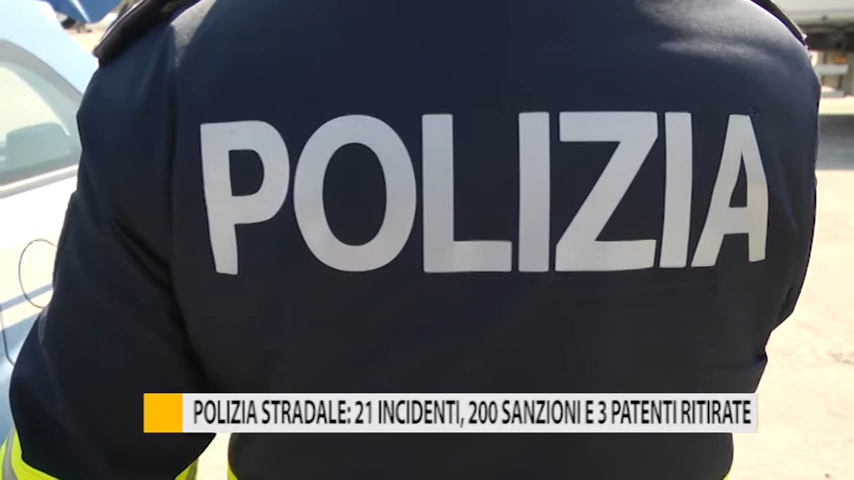 POLIZIA
POLIZIA STRADALE: 21 INCIDENTI, 200 SANZIONI E 3 PATENTI RITIRATE